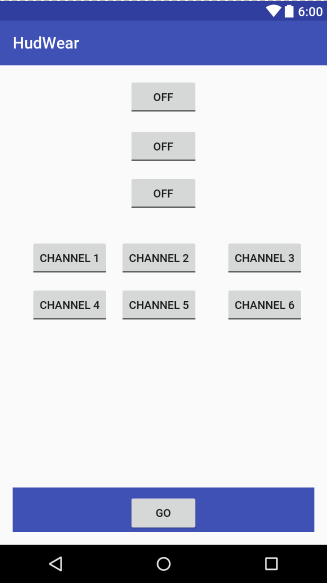 6:00
HudWear
OFF
OFF
OFF
CHANNEL 1 CHANNEL 2 CHANNEL 3
CHANNEL 4 CHANNEL 5 CHANNEL 6
GO